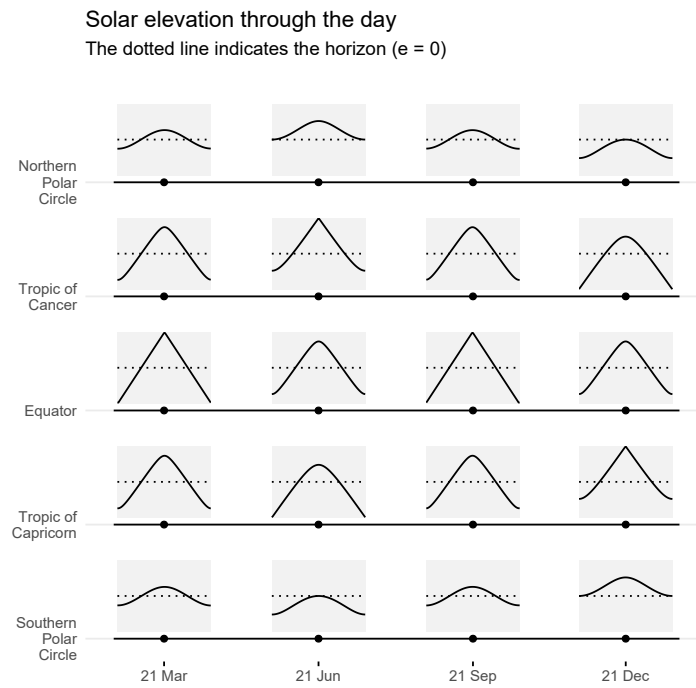 Solar elevation through the day
The dotted line indicates the horizon (e = 0)
Northern
Polar
Circle
Tropic of
Cancer
Equator
Tropic of
Capricorn
Southern
Polar
Circle
21 Mar
21 Jun
21 Sep
21 Dec